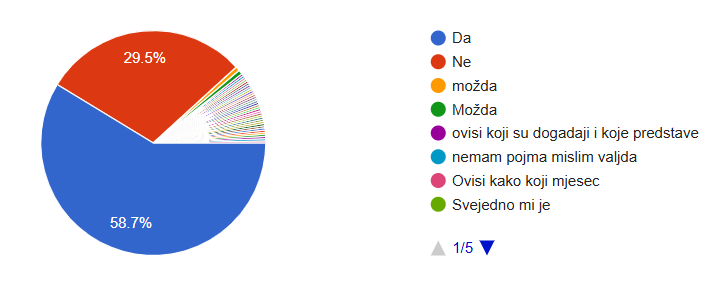 29.5%
58.7%
Da
Ne
možda
Možda
ovisi koji su dogadaji i koje predstave
nemam pojma mislim valjda
Ovisi kako koji mjesec
Svejedno mi je
1/5